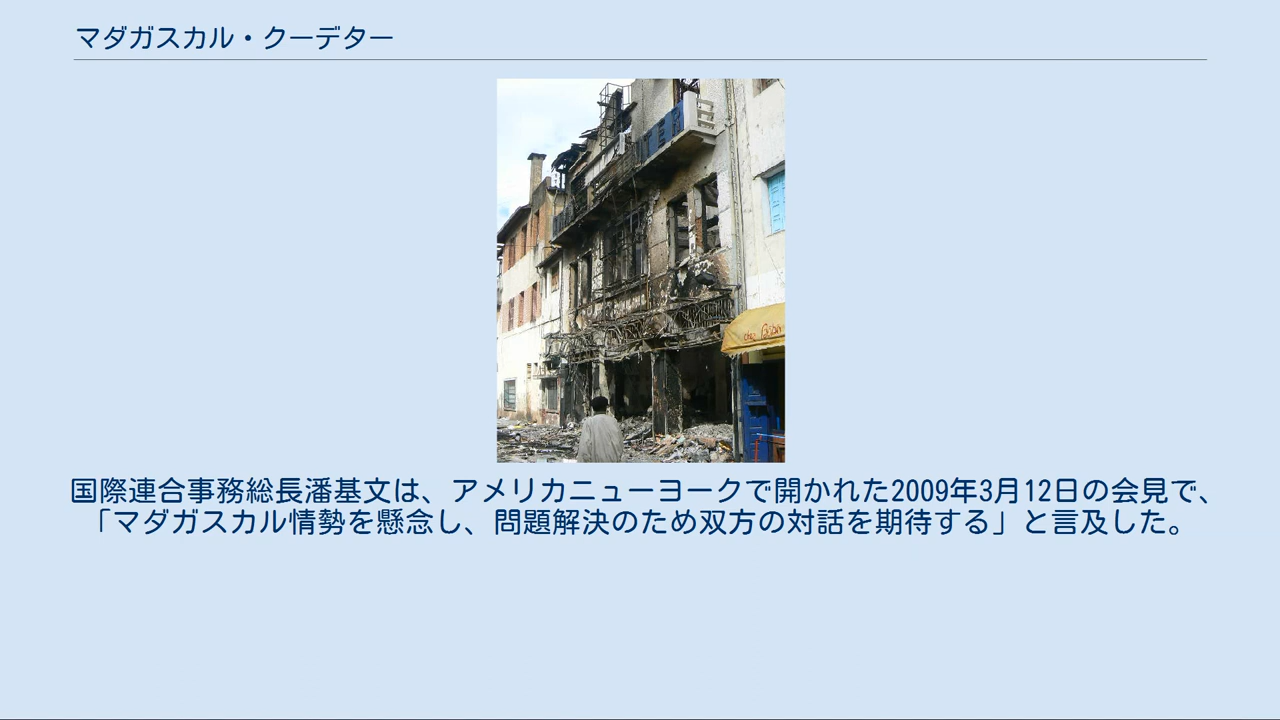 マダガスカル・クーデター
TER
国際連合事務総長潘基文は、アメリカニューヨークで開かれた2009年3月12日の会見で、
「マダガスカル情勢を懸念し、問題解決のため双方の対話を期待する」と言及した。